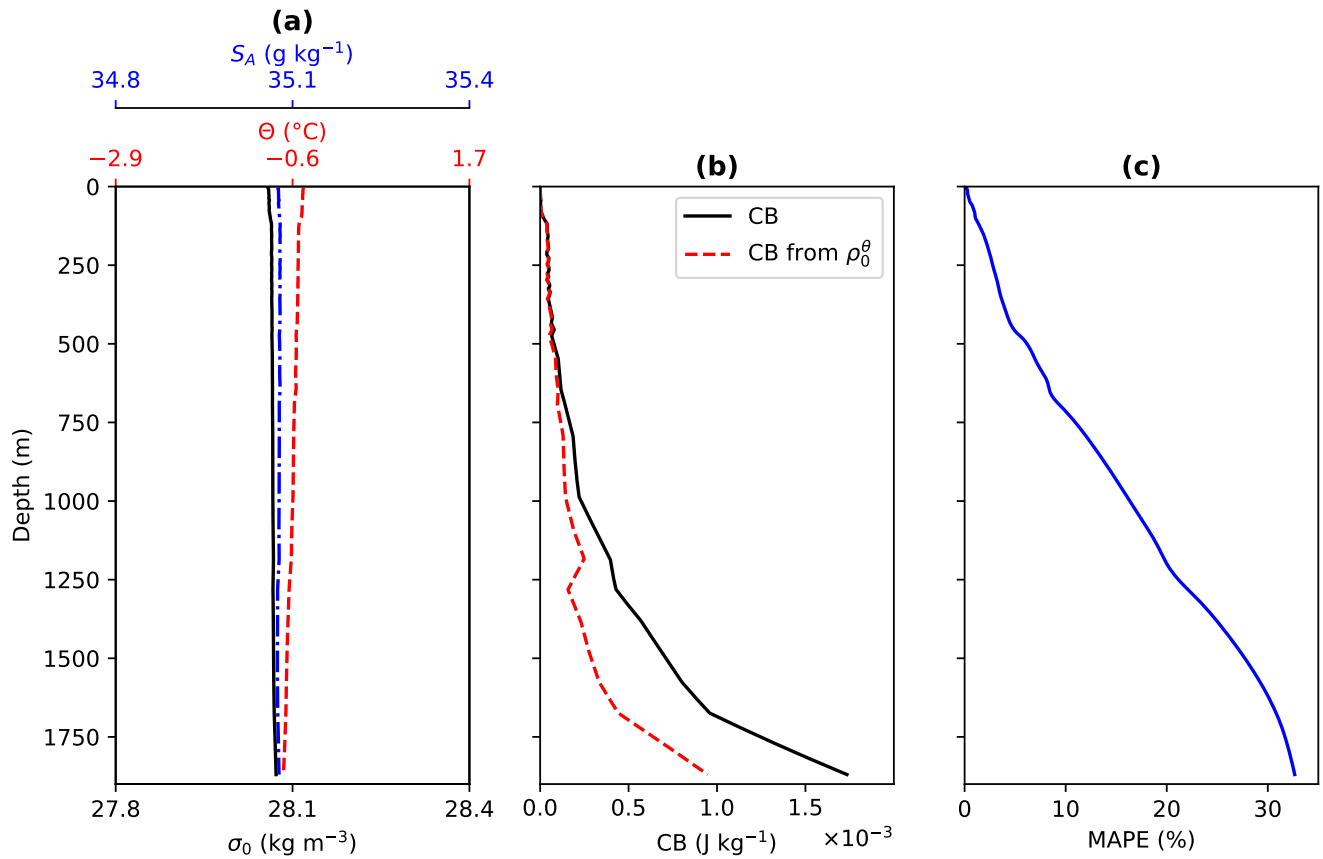 (a)
S_A (g kg⁻¹)
34.8 35.1 35.4
Θ (°C)
−2.9 −0.6 1.7
(b)
(c)
CB
CB from ρ₀^θ
0
250
500
750
1000
1250
1500
1750
Depth (m)
27.8 28.1 28.4
σ₀ (kg m⁻³)
0.0 0.5 1.0 1.5
×10⁻³
CB (J kg⁻¹)
0 10 20 30
MAPE (%)